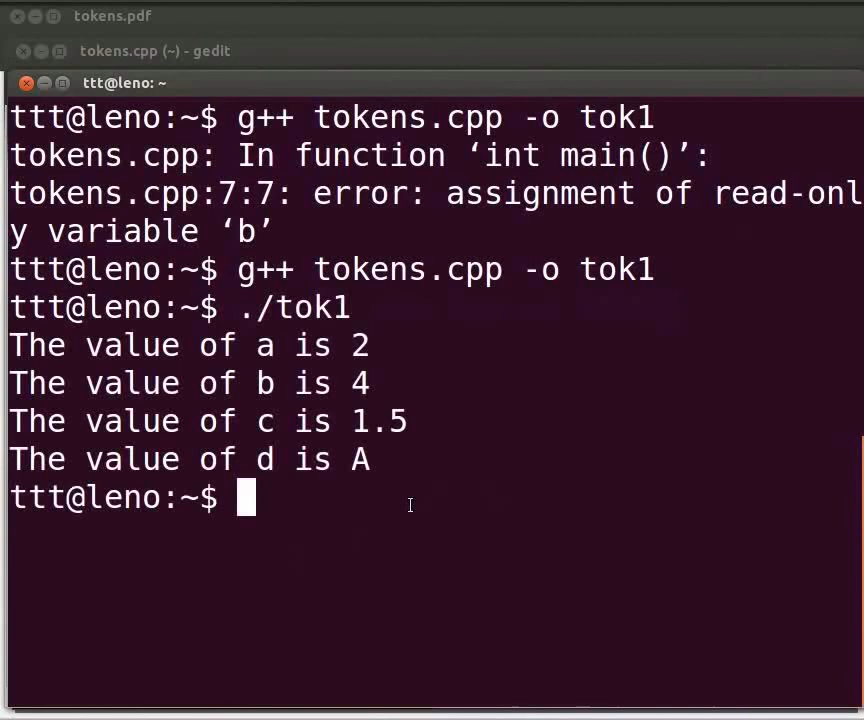 tokens.pdf
tokens.cpp (~) - gedit
ttt@leno: ~
ttt@leno:~$ g++ tokens.cpp -o tok1
tokens.cpp: In function ‘int main()’:
tokens.cpp:7:7: error: assignment of read-onl
y variable ‘b’
ttt@leno:~$ g++ tokens.cpp -o tok1
ttt@leno:~$ ./tok1
The value of a is 2
The value of b is 4
The value of c is 1.5
The value of d is A
ttt@leno:~$